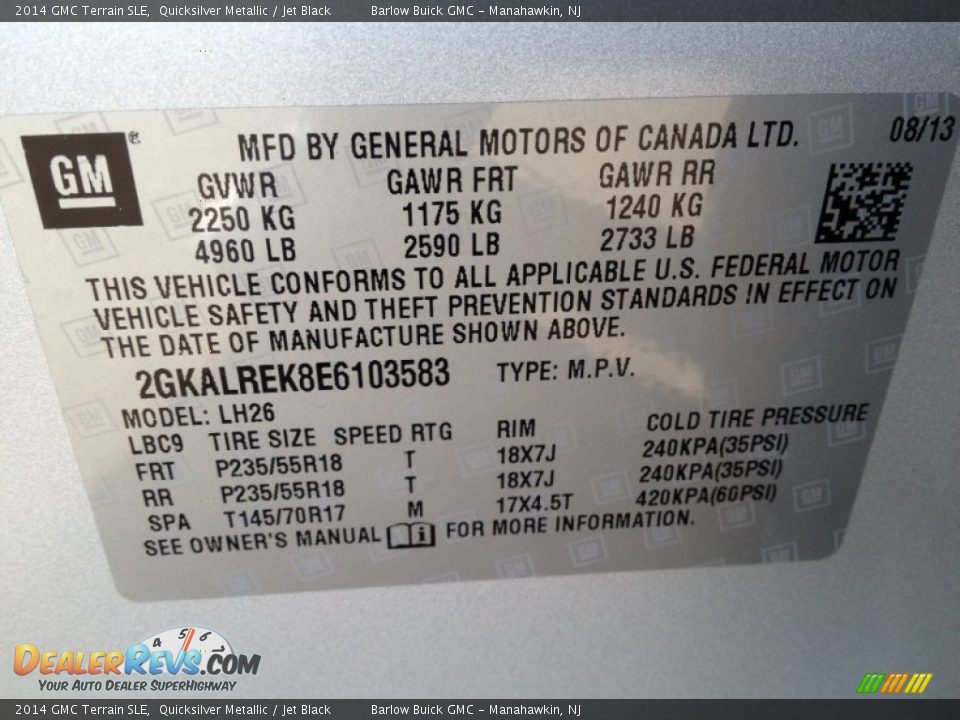 2014 GMC Terrain SLE, Quicksilver Metallic / Jet Black Barlow Buick GMC – Manahawkin, NJ
GM ® MFD BY GENERAL MOTORS OF CANADA LTD. 08/13
GVWR GAWR FRT GAWR RR
2250 KG 1175 KG 1240 KG
4960 LB 2590 LB 2733 LB
THIS VEHICLE CONFORMS TO ALL APPLICABLE U.S. FEDERAL MOTOR
VEHICLE SAFETY AND THEFT PREVENTION STANDARDS IN EFFECT ON
THE DATE OF MANUFACTURE SHOWN ABOVE.
2GKALREK8E6103583 TYPE: M.P.V.
MODEL: LH26
LBC9 TIRE SIZE SPEED RTG RIM COLD TIRE PRESSURE
FRT P235/55R18 T 18X7J 240KPA(35PSI)
RR P235/55R18 T 18X7J 240KPA(35PSI)
SPA T145/70R17 M 17X4.5T 420KPA(60PSI)
SEE OWNER'S MANUAL i FOR MORE INFORMATION.
4 5 6
DEALERREVS.COM
YOUR AUTO DEALER SUPERHIGHWAY
2014 GMC Terrain SLE, Quicksilver Metallic / Jet Black Barlow Buick GMC – Manahawkin, NJ